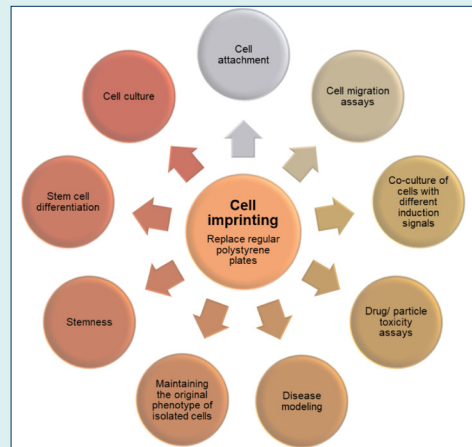 Cell
attachment
Cell migration
assays
Co-culture of
cells with
different
induction
signals
Drug/ particle
toxicity
assays
Disease
modeling
Maintaining
the original
phenotype of
isolated cells
Stemness
Stem cell
differentiation
Cell culture
Cell
imprinting
Replace regular
polystyrene
plates